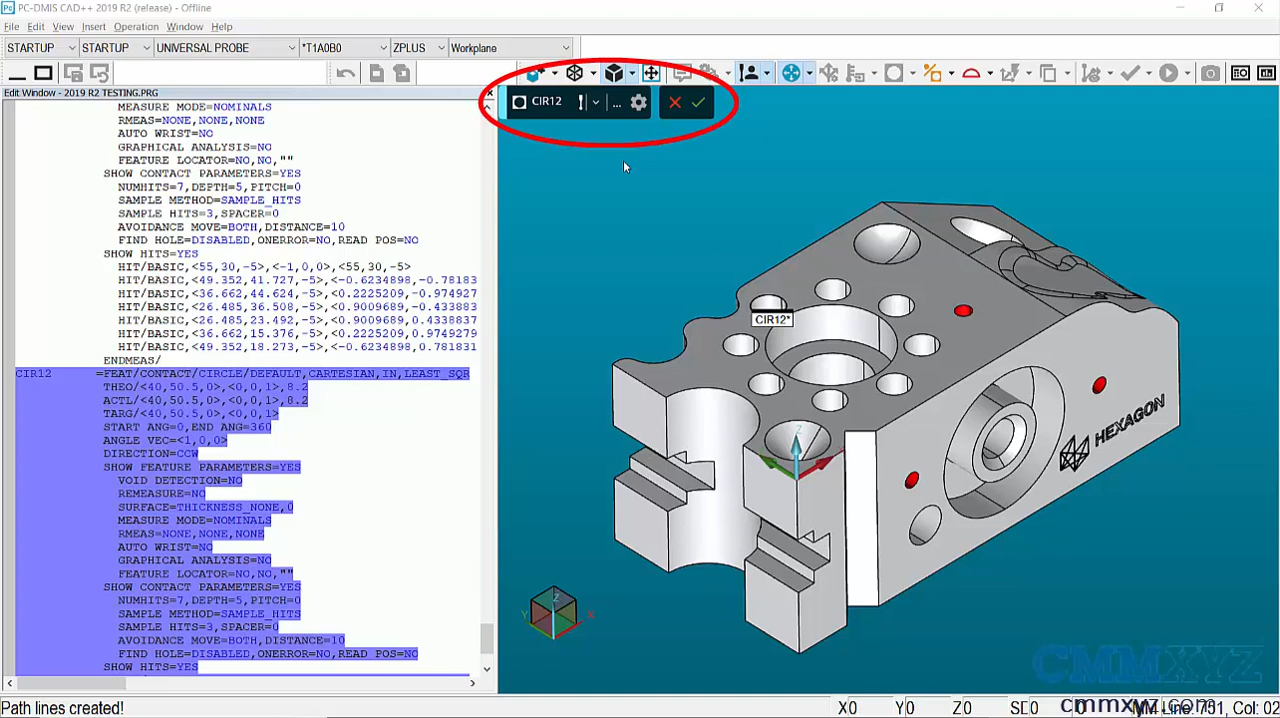 PC-DMIS CAD++ 2019 R2 (release) - Offline
File Edit View Insert Operation Window Help
STARTUP STARTUP UNIVERSAL PROBE *T1A0B0 ZPLUS Workplane
Edit Window - 2019 R2 TESTING.PRG
CIR12 ...
MEASURE MODE=NOMINALS
RMEAS=NONE,NONE,NONE
AUTO WRIST=NO
GRAPHICAL ANALYSIS=NO
FEATURE LOCATOR=NO,NO,""
SHOW CONTACT PARAMETERS=YES
NUMHITS=7,DEPTH=5,PITCH=0
SAMPLE METHOD=SAMPLE_HITS
SAMPLE HITS=3,SPACER=0
AVOIDANCE MOVE=BOTH,DISTANCE=10
FIND HOLE=DISABLED,ONERROR=NO,READ POS=NO
SHOW HITS=YES
HIT/BASIC,<55,30,-5>,<-1,0,0>,<55,30,-5>
HIT/BASIC,<49.352,41.727,-5>,<-0.6234898,-0.78183
HIT/BASIC,<36.662,44.624,-5>,<0.2225209,-0.974927
HIT/BASIC,<26.485,36.508,-5>,<0.9009689,-0.433883
HIT/BASIC,<26.485,23.492,-5>,<0.9009689,0.4338837
HIT/BASIC,<36.662,15.376,-5>,<0.2225209,0.9749279
HIT/BASIC,<49.352,18.273,-5>,<-0.6234898,0.781831
ENDMEAS/
CIR12 =FEAT/CONTACT/CIRCLE/DEFAULT,CARTESIAN,IN,LEAST_SQR
THEO/<40,50.5,0>,<0,0,1>,8.2
ACTL/<40,50.5,0>,<0,0,1>,8.2
TARG/<40,50.5,0>,<0,0,1>
START ANG=0,END ANG=360
ANGLE VEC=<1,0,0>
DIRECTION=CCW
SHOW FEATURE PARAMETERS=YES
VOID DETECTION=NO
REMEASURE=NO
SURFACE=THICKNESS_NONE,0
MEASURE MODE=NOMINALS
RMEAS=NONE,NONE,NONE
AUTO WRIST=NO
GRAPHICAL ANALYSIS=NO
FEATURE LOCATOR=NO,NO,""
SHOW CONTACT PARAMETERS=YES
NUMHITS=7,DEPTH=5,PITCH=0
SAMPLE METHOD=SAMPLE_HITS
SAMPLE HITS=3,SPACER=0
AVOIDANCE MOVE=BOTH,DISTANCE=10
FIND HOLE=DISABLED,ONERROR=NO,READ POS=NO
SHOW HITS=YES
CIR12*
Z
HEXAGON
Z
Y X
CMMXYZ
cmmxyz.com
Path lines created! X0 Y0 Z0 SD0
Col: 02